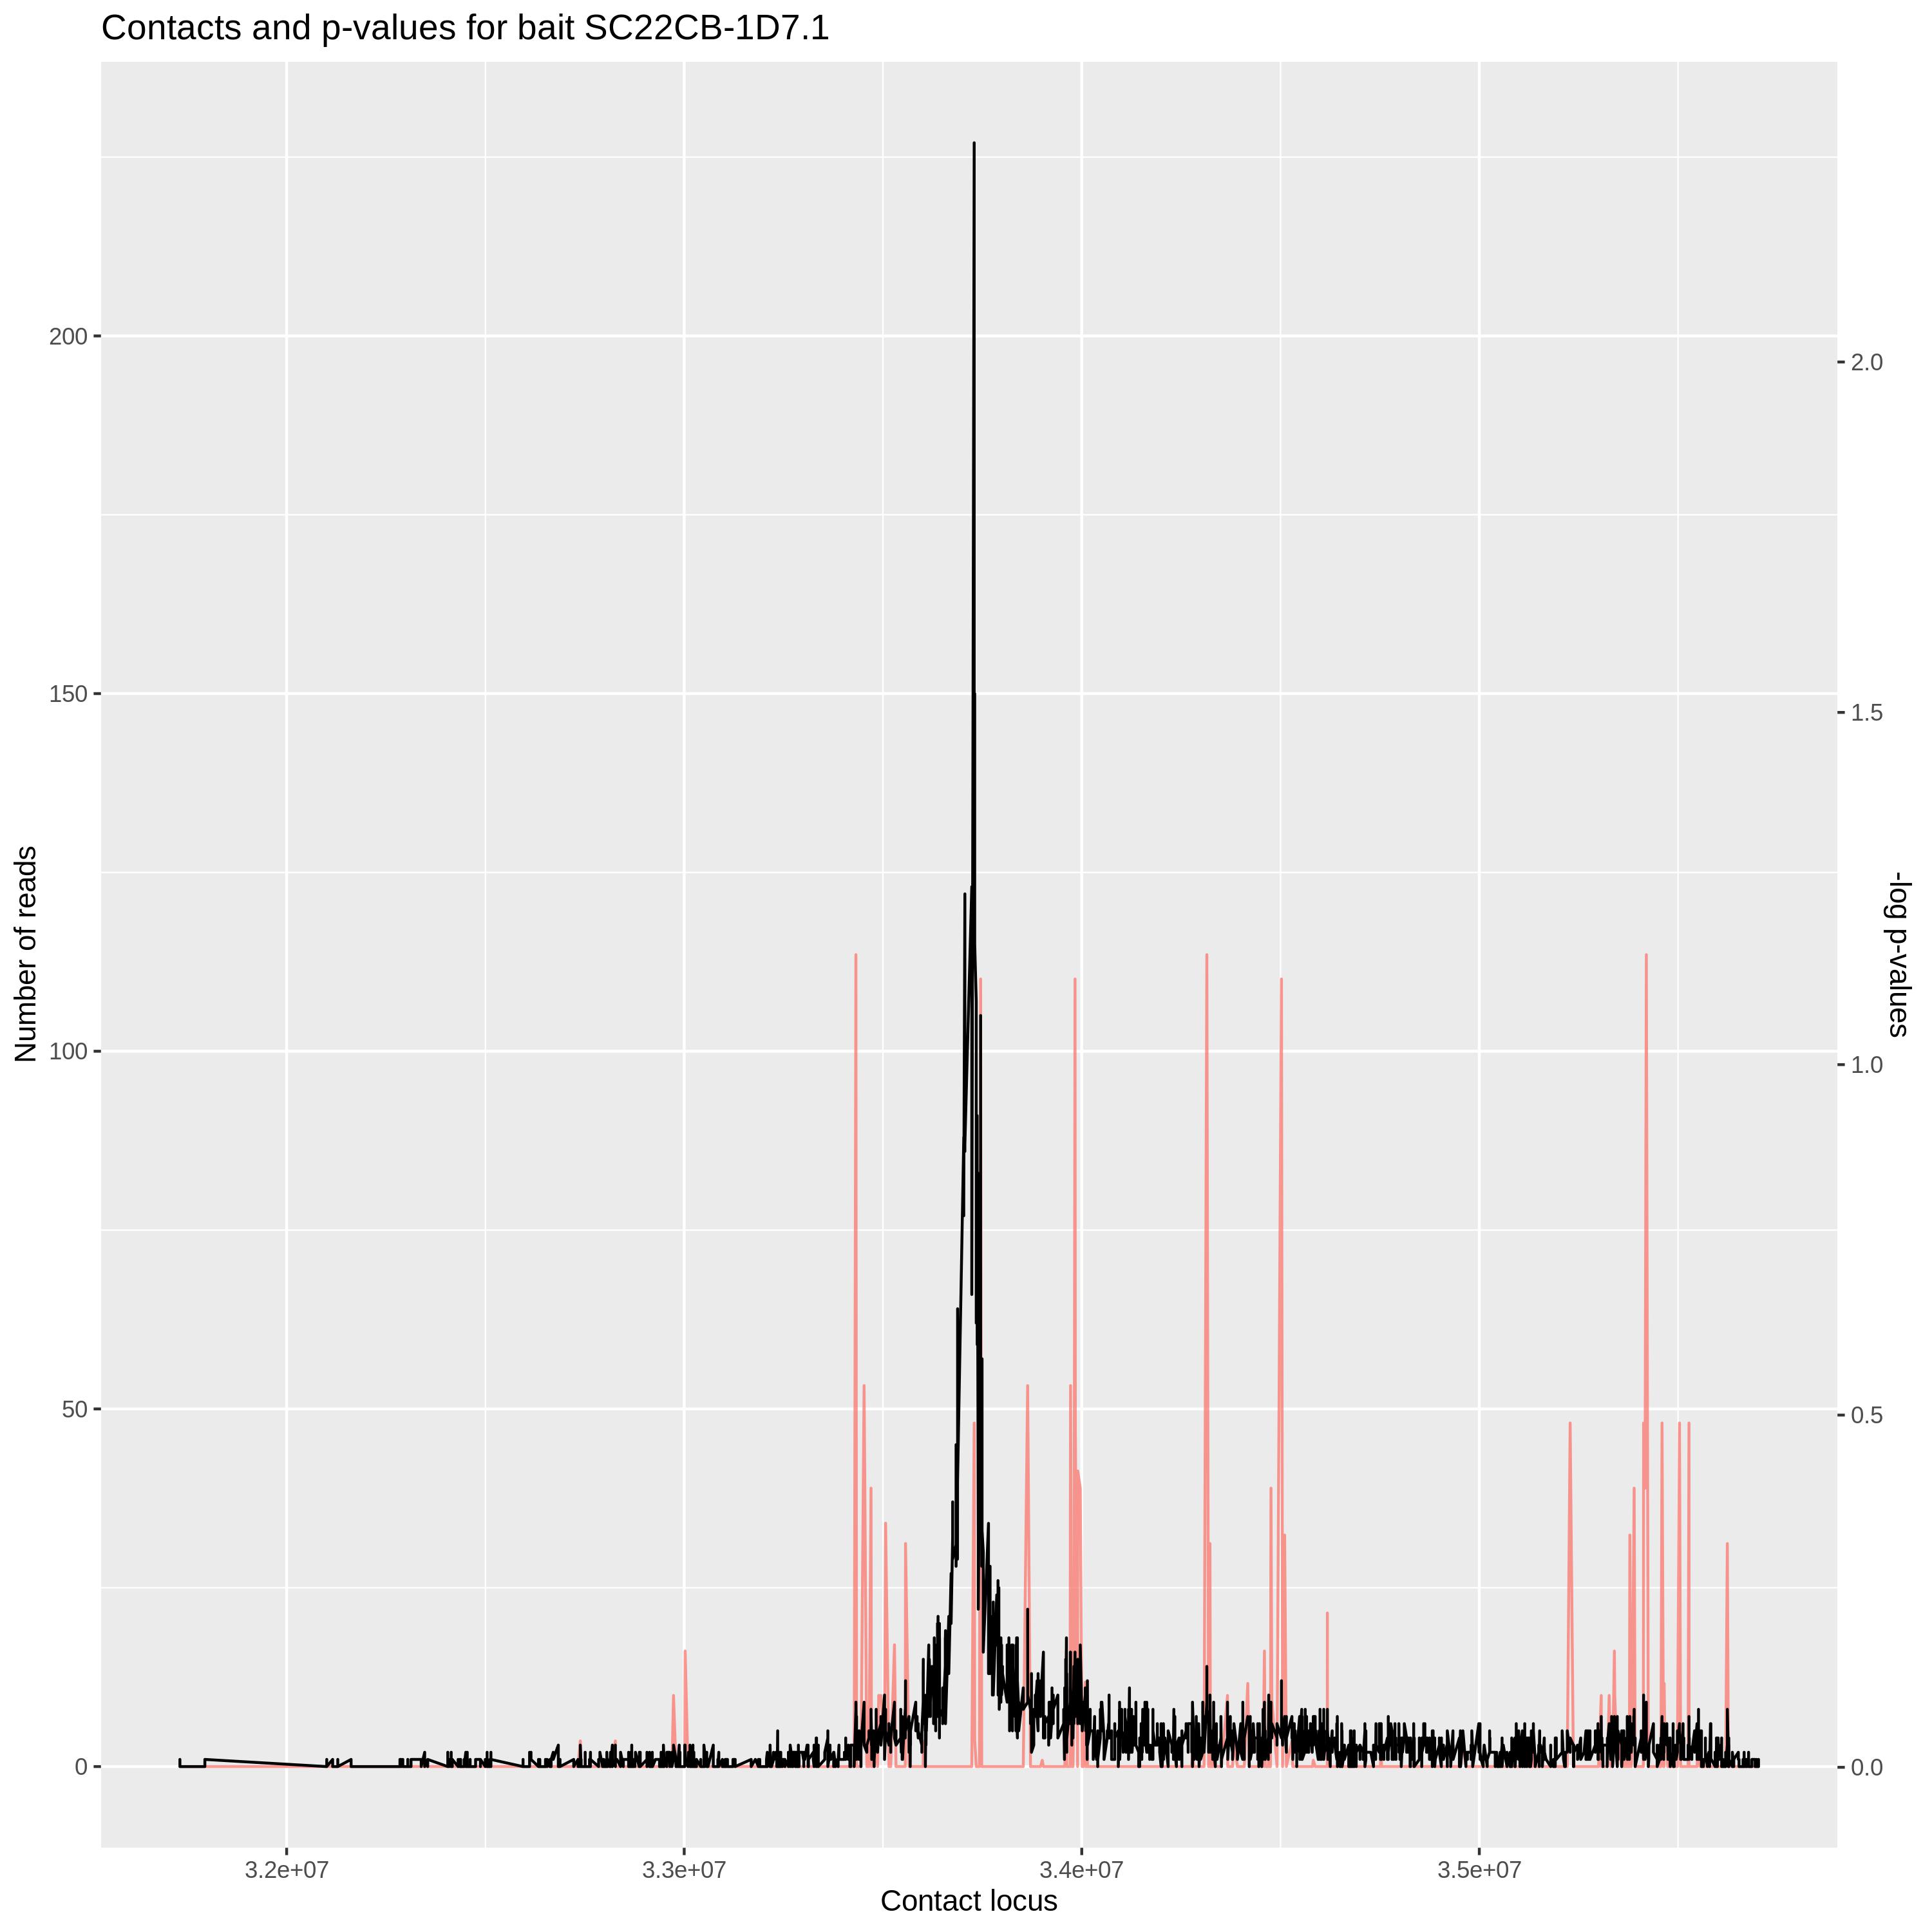 Contacts and p-values for bait SC22CB-1D7.1
Number of reads
200
150
100
50
0
2.0
1.5
1.0
0.5
0.0
-log p-values
3.2e+07
3.3e+07
3.4e+07
3.5e+07
Contact locus